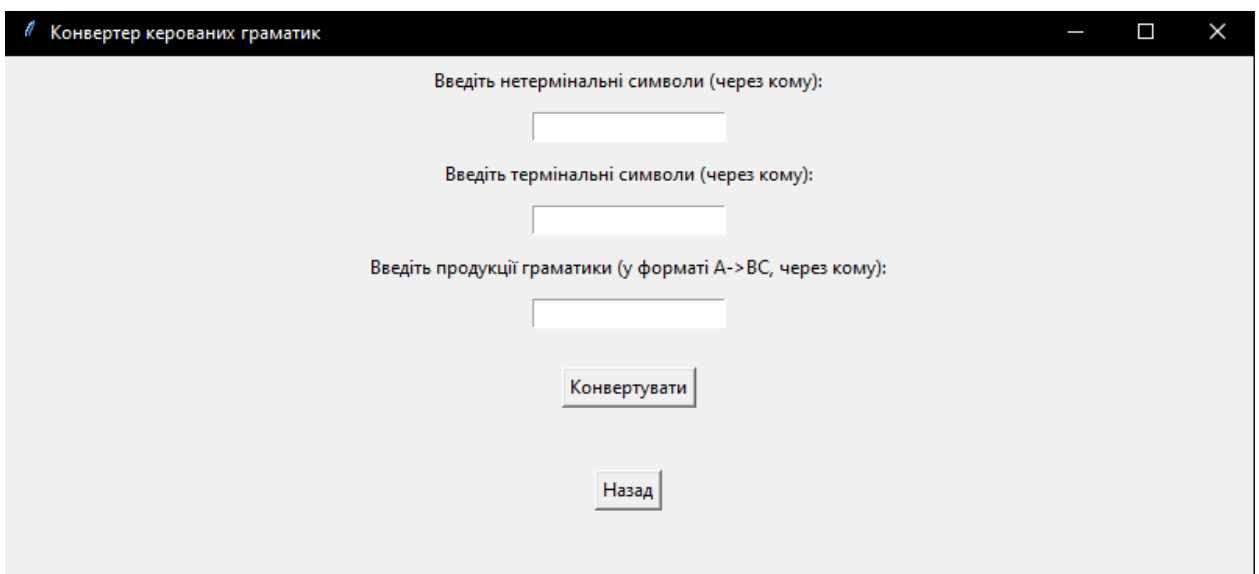 Конвертер керованих граматик
Введіть нетермінальні символи (через кому):
Введіть термінальні символи (через кому):
Введіть продукції граматики (у форматі A->BC, через кому):
Конвертувати
Назад